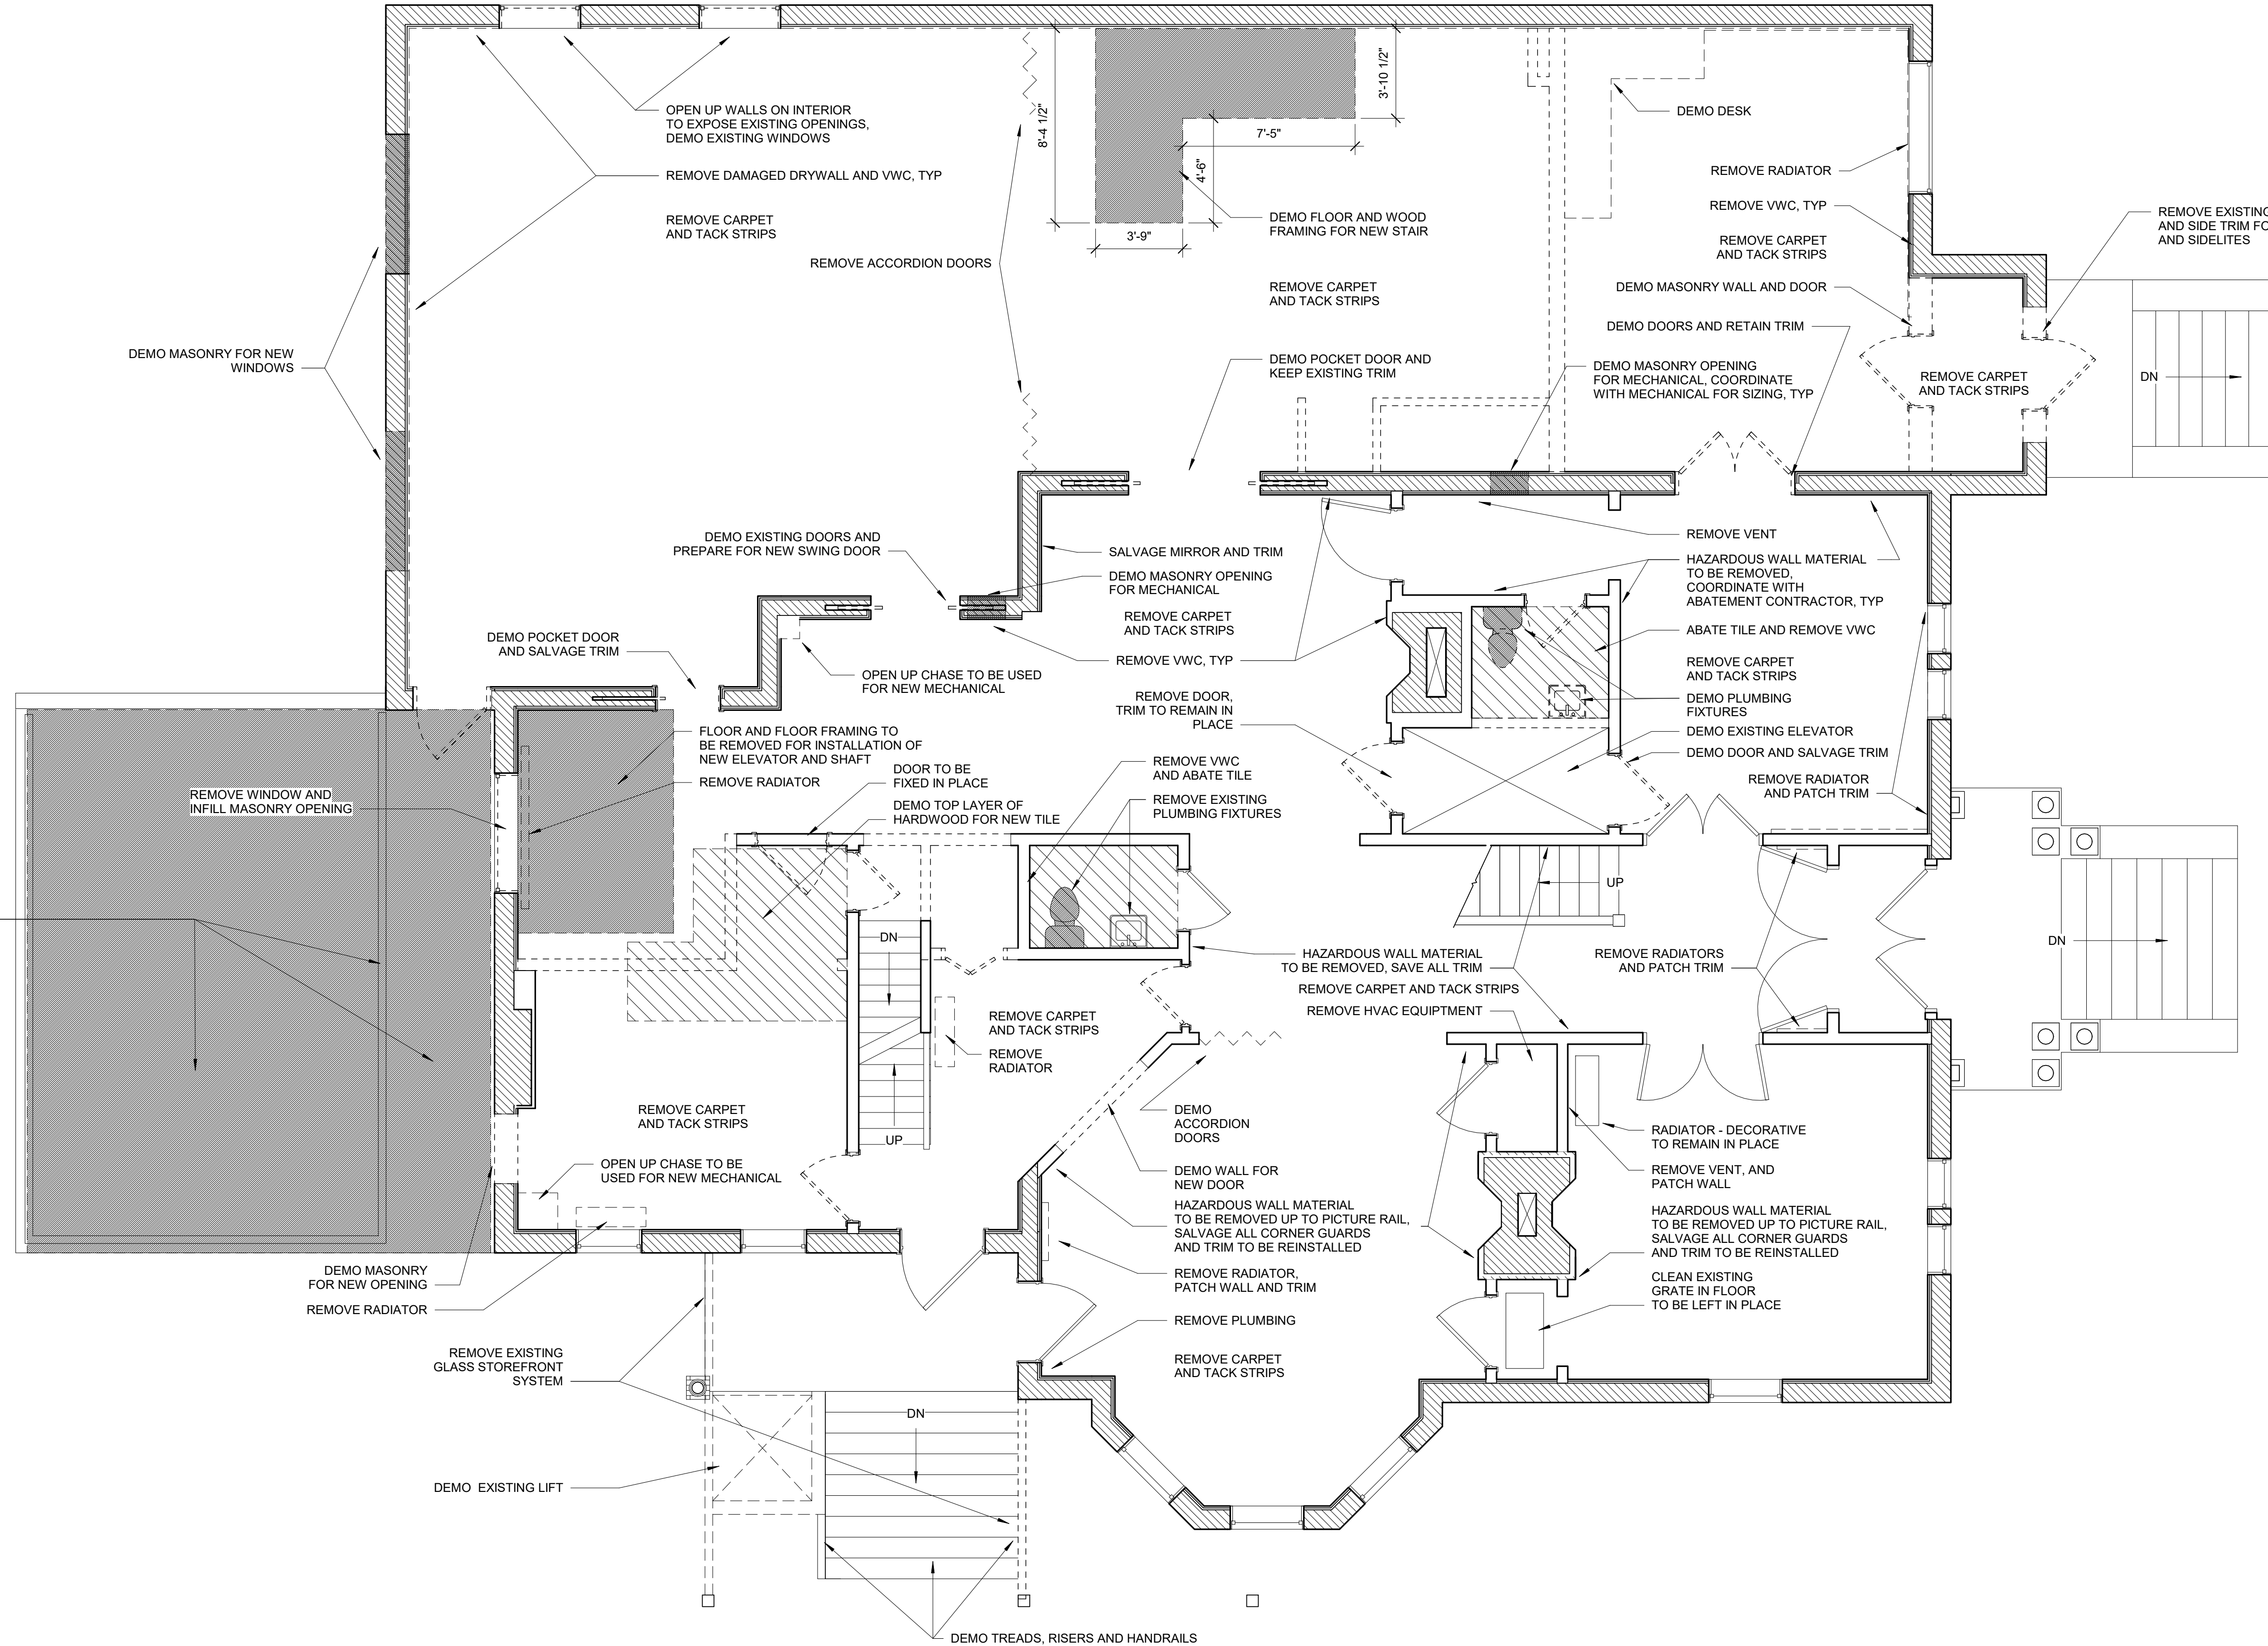 OPEN UP WALLS ON INTERIOR
TO EXPOSE EXISTING OPENINGS,
DEMO EXISTING WINDOWS
REMOVE DAMAGED DRYWALL AND VWC, TYP
REMOVE CARPET
AND TACK STRIPS
REMOVE ACCORDION DOORS
8'-4 1/2"
3'-10 1/2"
7'-5"
4'-6"
3'-9"
DEMO FLOOR AND WOOD
FRAMING FOR NEW STAIR
REMOVE CARPET
AND TACK STRIPS
DEMO DESK
REMOVE RADIATOR
REMOVE VWC, TYP
REMOVE CARPET
AND TACK STRIPS
DEMO MASONRY WALL AND DOOR
DEMO DOORS AND RETAIN TRIM
REMOVE EXISTING
AND SIDE TRIM
AND SIDELITES
REMOVE CARPET
AND TACK STRIPS
DN
DEMO MASONRY FOR NEW
WINDOWS
DEMO POCKET DOOR AND
KEEP EXISTING TRIM
DEMO MASONRY OPENING
FOR MECHANICAL, COORDINATE
WITH MECHANICAL FOR SIZING, TYP
DEMO EXISTING DOORS AND
PREPARE FOR NEW SWING DOOR
SALVAGE MIRROR AND TRIM
DEMO MASONRY OPENING
FOR MECHANICAL
REMOVE CARPET
AND TACK STRIPS
REMOVE VWC, TYP
REMOVE VENT
HAZARDOUS WALL MATERIAL
TO BE REMOVED,
COORDINATE WITH
ABATEMENT CONTRACTOR, TYP
ABATE TILE AND REMOVE VWC
REMOVE CARPET
AND TACK STRIPS
DEMO PLUMBING
FIXTURES
DEMO EXISTING ELEVATOR
DEMO DOOR AND SALVAGE TRIM
REMOVE RADIATOR
AND PATCH TRIM
DEMO POCKET DOOR
AND SALVAGE TRIM
OPEN UP CHASE TO BE USED
FOR NEW MECHANICAL
REMOVE DOOR,
TRIM TO REMAIN IN
PLACE
FLOOR AND FLOOR FRAMING TO
BE REMOVED FOR INSTALLATION OF
NEW ELEVATOR AND SHAFT
REMOVE RADIATOR
DOOR TO BE
FIXED IN PLACE
DEMO TOP LAYER OF
HARDWOOD FOR NEW TILE
REMOVE VWC
AND ABATE TILE
REMOVE EXISTING
PLUMBING FIXTURES
REMOVE WINDOW AND
INFILL MASONRY OPENING
UP
DN
DN
HAZARDOUS WALL MATERIAL
TO BE REMOVED, SAVE ALL TRIM
REMOVE CARPET AND TACK STRIPS
REMOVE HVAC EQUIPTMENT
REMOVE RADIATORS
AND PATCH TRIM
REMOVE CARPET
AND TACK STRIPS
REMOVE
RADIATOR
UP
REMOVE CARPET
AND TACK STRIPS
OPEN UP CHASE TO BE
USED FOR NEW MECHANICAL
DEMO
ACCORDION
DOORS
DEMO WALL FOR
NEW DOOR
HAZARDOUS WALL MATERIAL
TO BE REMOVED UP TO PICTURE RAIL,
SALVAGE ALL CORNER GUARDS
AND TRIM TO BE REINSTALLED
REMOVE RADIATOR,
PATCH WALL AND TRIM
REMOVE PLUMBING
REMOVE CARPET
AND TACK STRIPS
RADIATOR - DECORATIVE
TO REMAIN IN PLACE
REMOVE VENT, AND
PATCH WALL
HAZARDOUS WALL MATERIAL
TO BE REMOVED UP TO PICTURE RAIL,
SALVAGE ALL CORNER GUARDS
AND TRIM TO BE REINSTALLED
CLEAN EXISTING
GRATE IN FLOOR
TO BE LEFT IN PLACE
DEMO MASONRY
FOR NEW OPENING
REMOVE RADIATOR
REMOVE EXISTING
GLASS STOREFRONT
SYSTEM
DN
DEMO EXISTING LIFT
DEMO TREADS, RISERS AND HANDRAILS